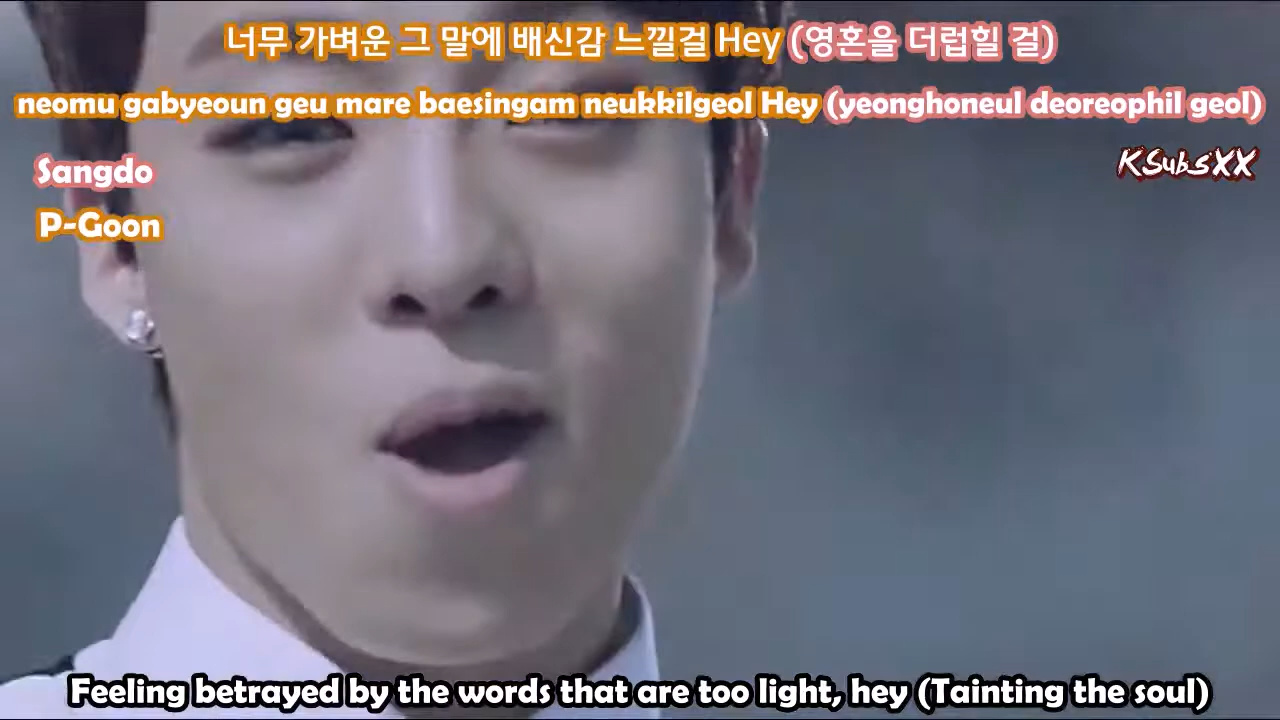 너무 가벼운 그 말에 배신감 느낄걸 Hey (영혼을 더럽힐 걸)
neomu gabyeoun geu mare baesingam neukkilgeol Hey (yeonghoneul deoreophil geol)
Sangdo
KSubsXX
P-Goon
Feeling betrayed by the words that are too light, hey (Tainting the soul)